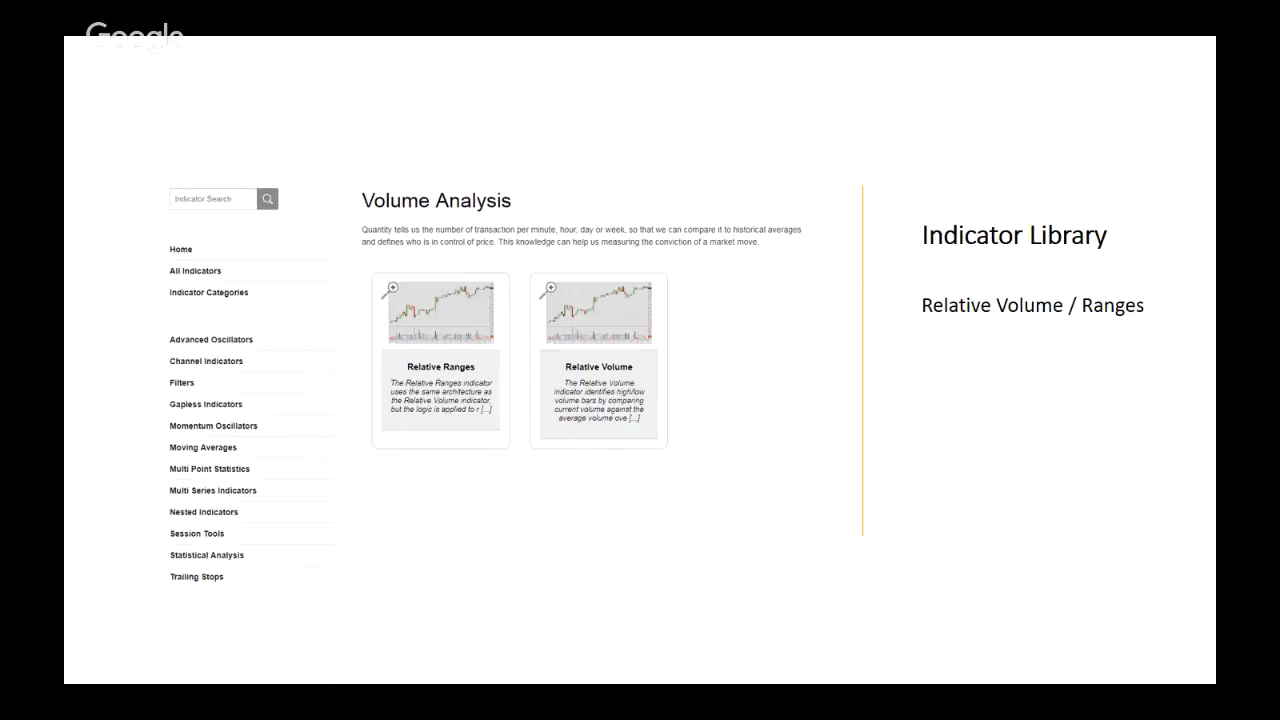 Google
Indicator Search
Home
All Indicators
Indicator Categories
Advanced Oscillators
Channel Indicators
Filters
Gapless Indicators
Momentum Oscillators
Moving Averages
Multi Point Statistics
Multi Series Indicators
Nested Indicators
Session Tools
Statistical Analysis
Trailing Stops
Volume Analysis
Quantity tells us the number of transaction per minute, hour, day or week, so that we can compare it to historical averages
and defines who is in control of price. This knowledge can help us measuring the conviction of a market move.
Relative Ranges
The Relative Ranges indicator
uses the same architecture as
the Relative Volume indicator,
but the logic is applied to r [...]
Relative Volume
The Relative Volume
indicator identifies high/low
volume bars by comparing
current volume against the
average volume ove [...]
Indicator Library
Relative Volume / Ranges